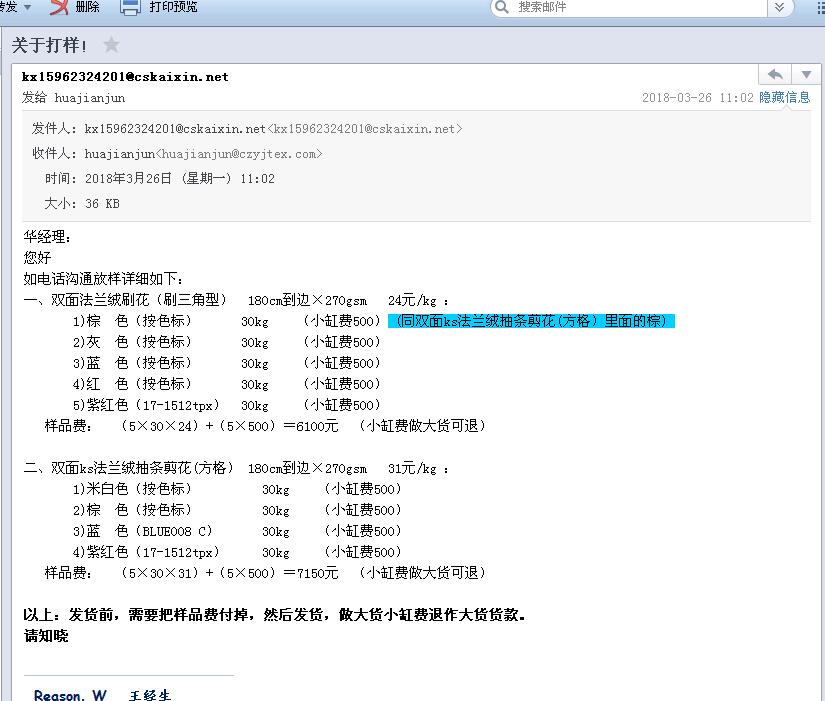 转发 删除 打印预览 搜索邮件
关于打样!
kx15962324201@cskaixin.net
发给 huajianjun 2018-03-26 11:02 隐藏信息
发件人: kx15962324201@cskaixin.net<kx15962324201@cskaixin.net>
收件人: huajianjun<huajianjun@czyjtex.com>
时间: 2018年3月26日 (星期一) 11:02
大小: 36 KB
华经理:
您好
如电话沟通放样详细如下:
一、双面法兰绒刷花（刷三角型） 180cm到边×270gsm 24元/kg :
1)棕 色（按色标） 30kg （小缸费500）（同双面ks法兰绒抽条剪花(方格）里面的棕）
2)灰 色（按色标） 30kg （小缸费500）
3)蓝 色（按色标） 30kg （小缸费500）
4)红 色（按色标） 30kg （小缸费500）
5)紫红色（17-1512tpx） 30kg （小缸费500）
样品费: （5×30×24）+（5×500）＝6100元 （小缸费做大货可退）
二、双面ks法兰绒抽条剪花(方格） 180cm到边×270gsm 31元/kg :
1)米白色（按色标） 30kg （小缸费500）
2)棕 色（按色标） 30kg （小缸费500）
3)蓝 色（BLUE008 C） 30kg （小缸费500）
4)紫红色（17-1512tpx） 30kg （小缸费500）
样品费: （5×30×31）+（5×500）＝7150元 （小缸费做大货可退）
以上: 发货前, 需要把样品费付掉, 然后发货, 做大货小缸费退作大货货款。
请知晓
Reason. W 王经生